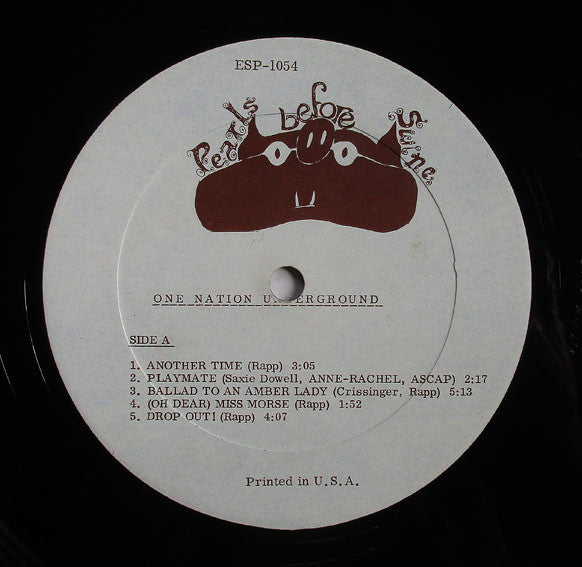 ESP-1054
Pearls before Swine
ONE NATION UNDERGROUND
SIDE A
1. ANOTHER TIME (Rapp) 3:05
2. PLAYMATE (Saxie Dowell, ANNE-RACHEL, ASCAP) 2:17
3. BALLAD TO AN AMBER LADY (Crissinger, Rapp) 5:13
4. (OH DEAR) MISS MORSE (Rapp) 1:52
5. DROP OUT! (Rapp) 4:07
Printed in U.S.A.